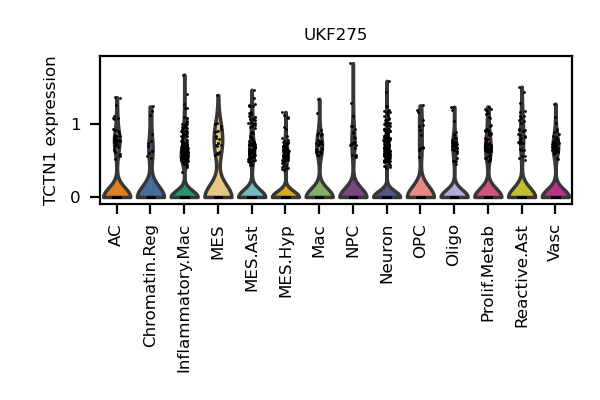 UKF275
TCTN1 expression
1
0
AC
Chromatin.Reg
Inflammatory.Mac
MES
MES.Ast
MES.Hyp
Mac
NPC
Neuron
OPC
Oligo
Prolif.Metab
Reactive.Ast
Vasc